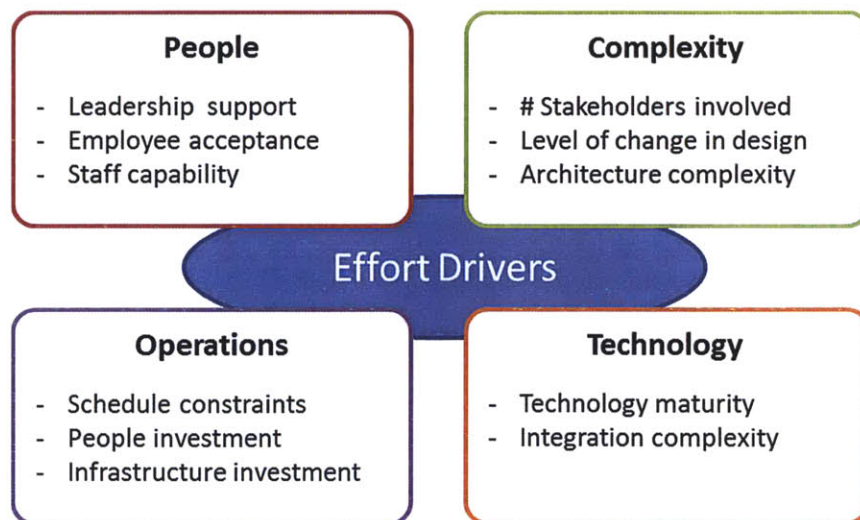 People
- Leadership support
- Employee acceptance
- Staff capability
Complexity
- # Stakeholders involved
- Level of change in design
- Architecture complexity
Effort Drivers
Operations
- Schedule constraints
- People investment
- Infrastructure investment
Technology
- Technology maturity
- Integration complexity